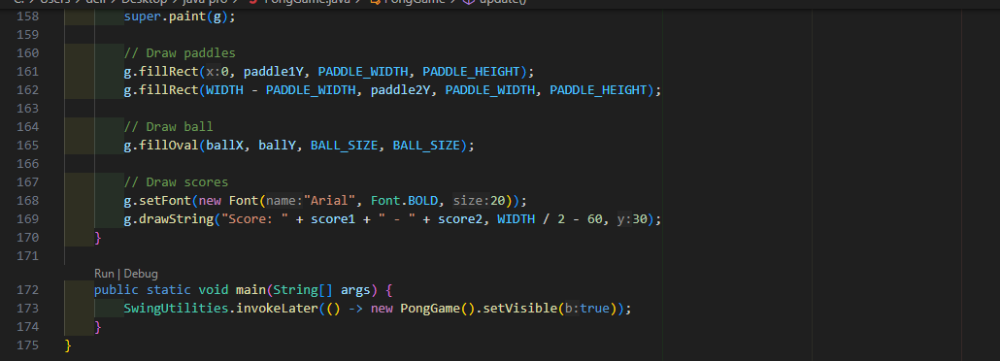 C: > Users > dell > Desktop > java pro > PongGame.java > PongGame > update()
158 super.paint(g);
159
160 // Draw paddles
161 g.fillRect(x:0, paddle1Y, PADDLE_WIDTH, PADDLE_HEIGHT);
162 g.fillRect(WIDTH - PADDLE_WIDTH, paddle2Y, PADDLE_WIDTH, PADDLE_HEIGHT);
163
164 // Draw ball
165 g.fillOval(ballX, ballY, BALL_SIZE, BALL_SIZE);
166
167 // Draw scores
168 g.setFont(new Font(name:"Arial", Font.BOLD, size:20));
169 g.drawString("Score: " + score1 + " - " + score2, WIDTH / 2 - 60, y:30);
170 }
171
Run | Debug
172 public static void main(String[] args) {
173 SwingUtilities.invokeLater(() -> new PongGame().setVisible(b:true));
174 }
175 }